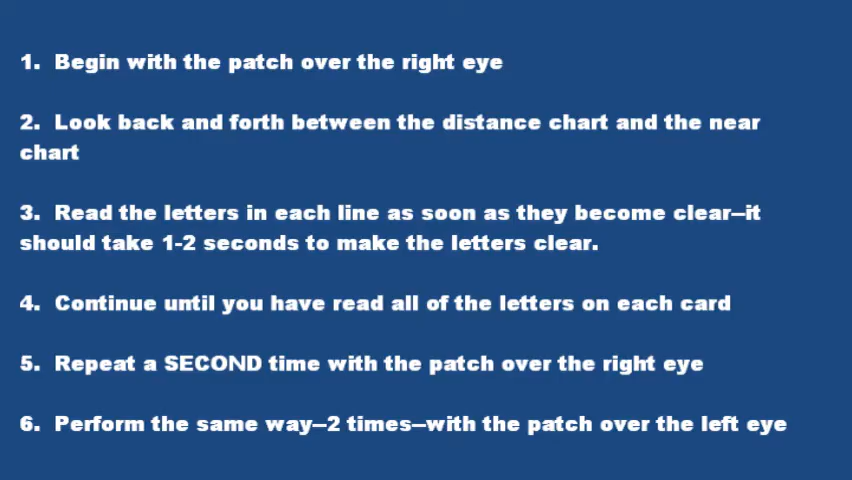 1.  Begin with the patch over the right eye
2.  Look back and forth between the distance chart and the near
chart
3.  Read the letters in each line as soon as they become clear–it
should take 1-2 seconds to make the letters clear.
4.  Continue until you have read all of the letters on each card
5.  Repeat a SECOND time with the patch over the right eye
6.  Perform the same way–2 times–with the patch over the left eye